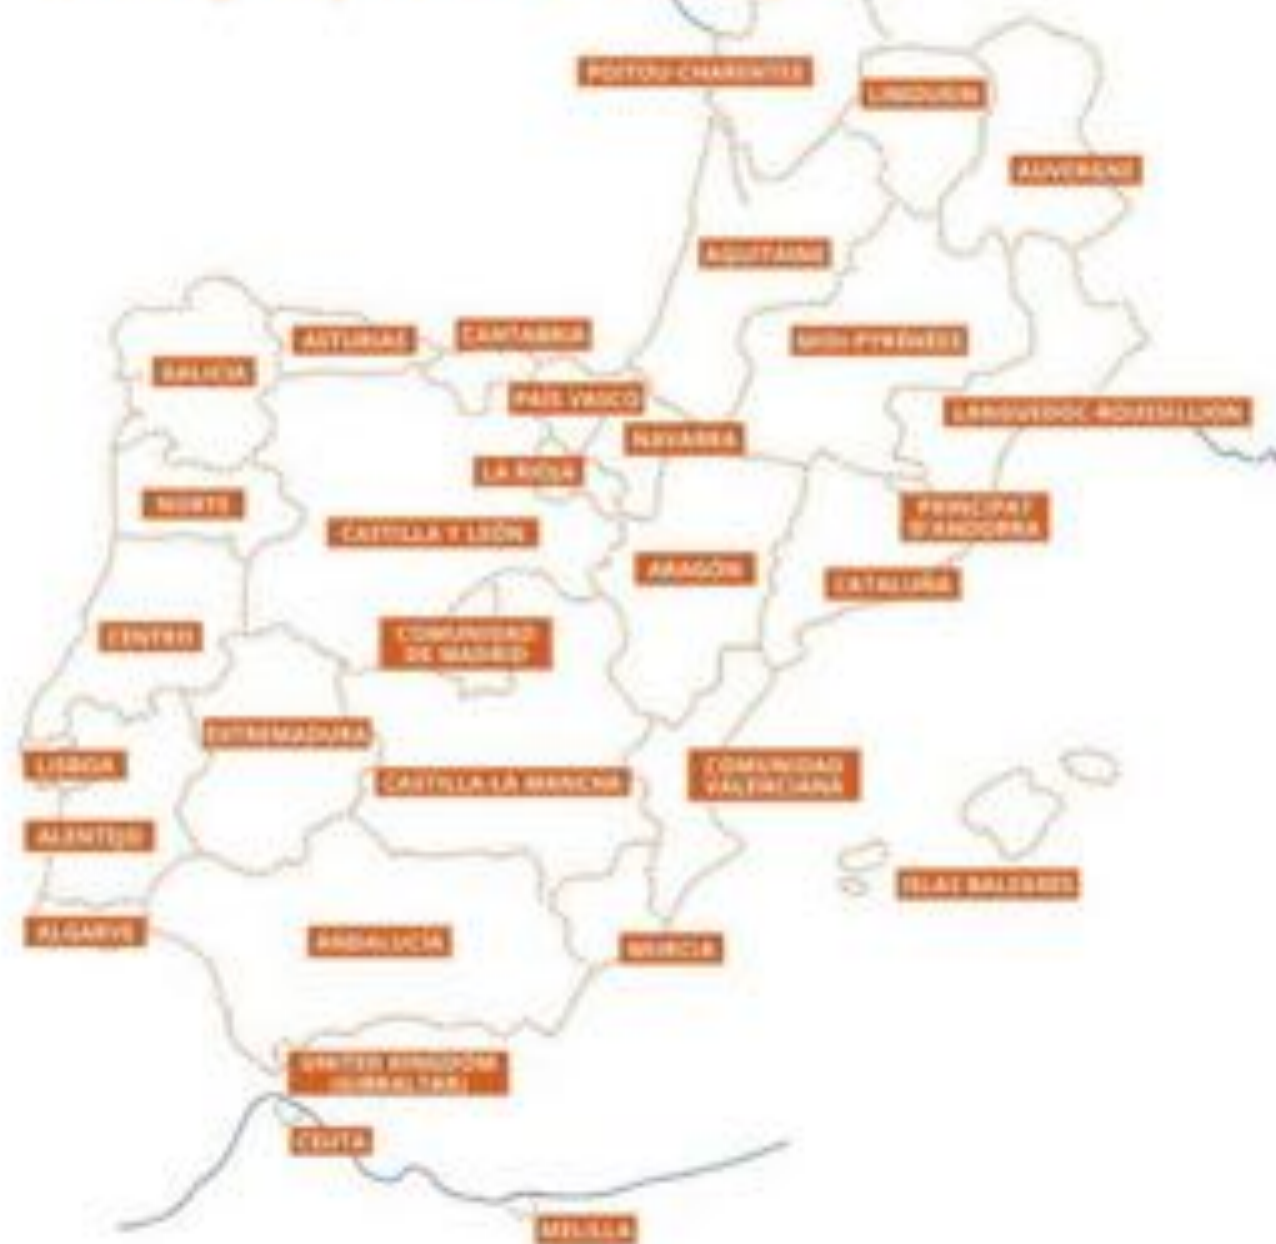 POITOU-CHARENTES
LIMOUSIN
AUVERGNE
AQUITAINE
ASTURIAS
CANTABRIA
MIDI-PYRÉNÉES
GALICIA
PAÍS VASCO
LANGUEDOC-ROUSSILLION
NAVARRA
LA RIOJA
NORTE
CASTILLA Y LEÓN
PRINCIPAT
D'ANDORRA
ARAGÓN
CATALUÑA
CENTRO
COMUNIDAD
DE MADRID
EXTREMADURA
LISBOA
CASTILLA-LA MANCHA
COMUNIDAD
VALENCIANA
ALENTEJO
ISLAS BALEARES
ALGARVE
ANDALUCÍA
MURCIA
UNITED KINGDOM
(GIBRALTAR)
CEUTA
MELILLA